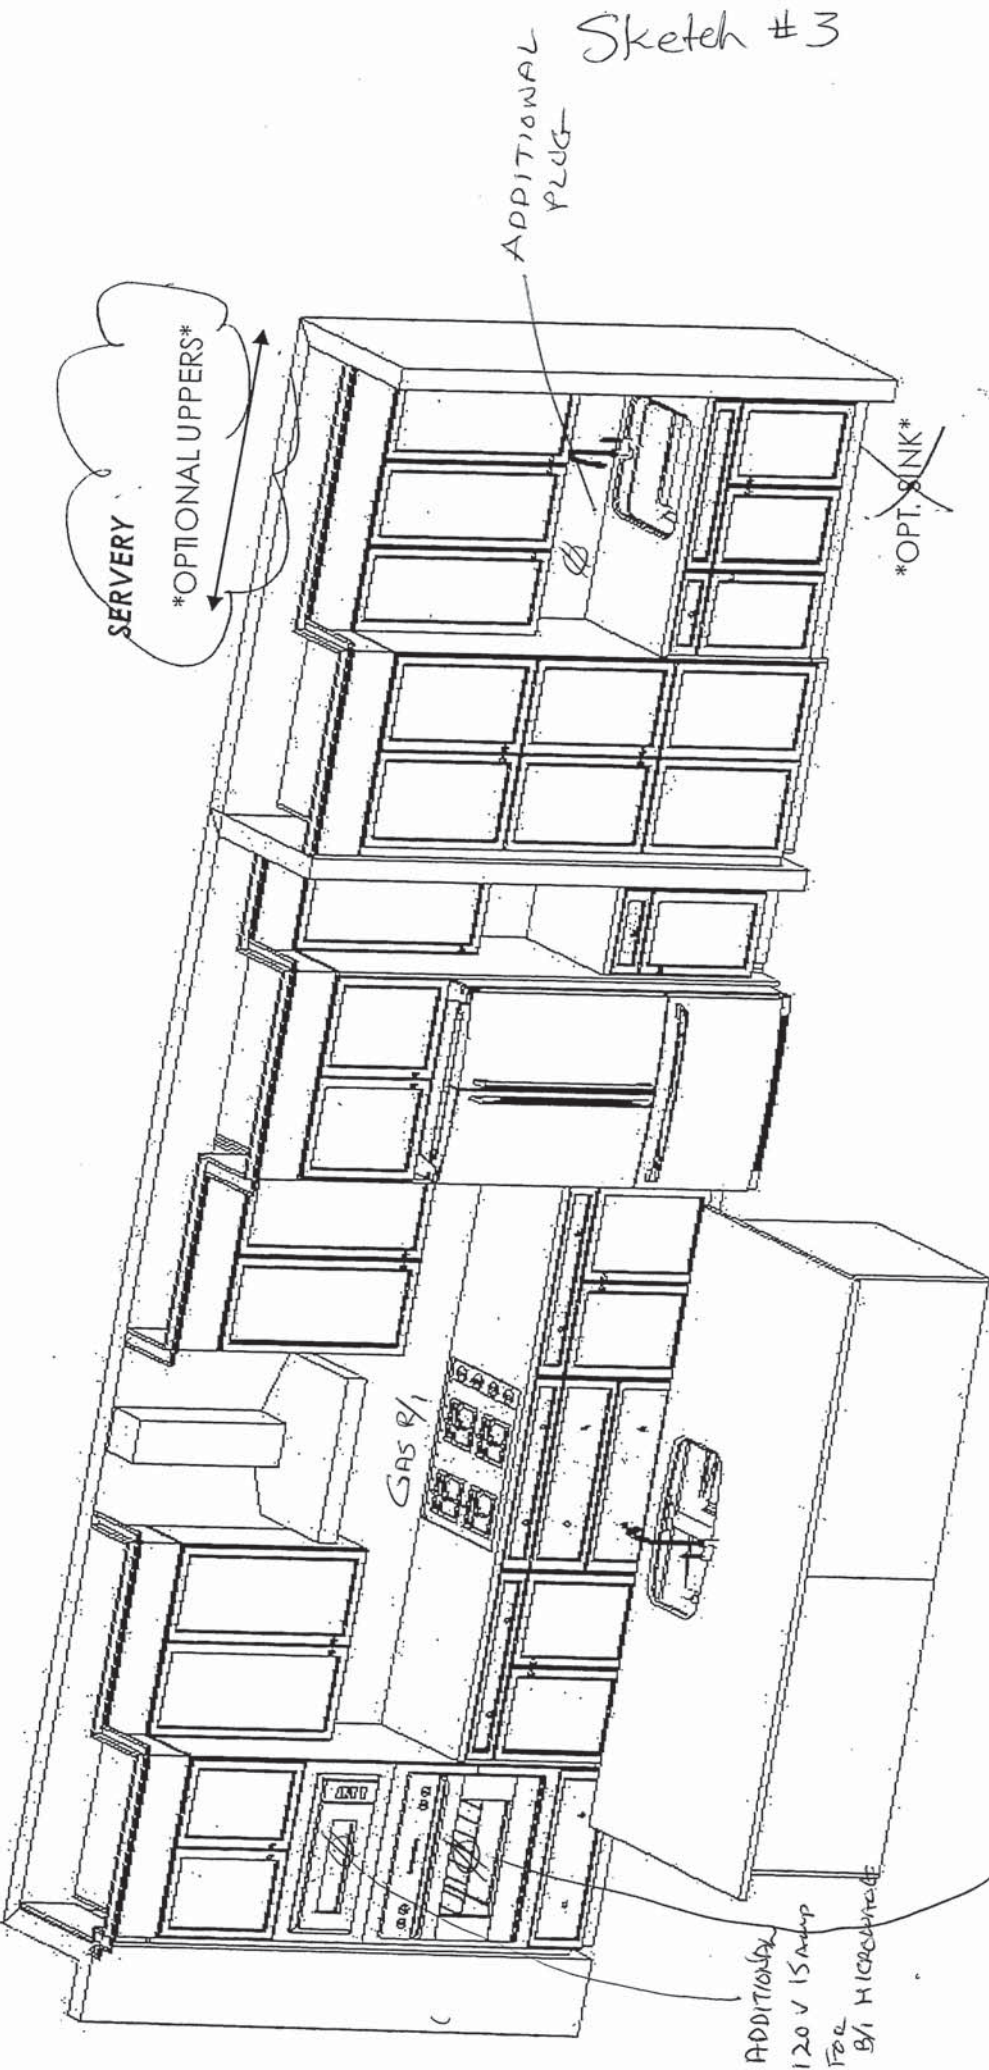 Sketch #3
ADDITIONAL
PLUG
SERVERY
*OPTIONAL UPPERS*
*OPT. SINK*
GAS R/I
ADDITIONAL
120 V 15 AMP
FOR
B/I MICROWAVE